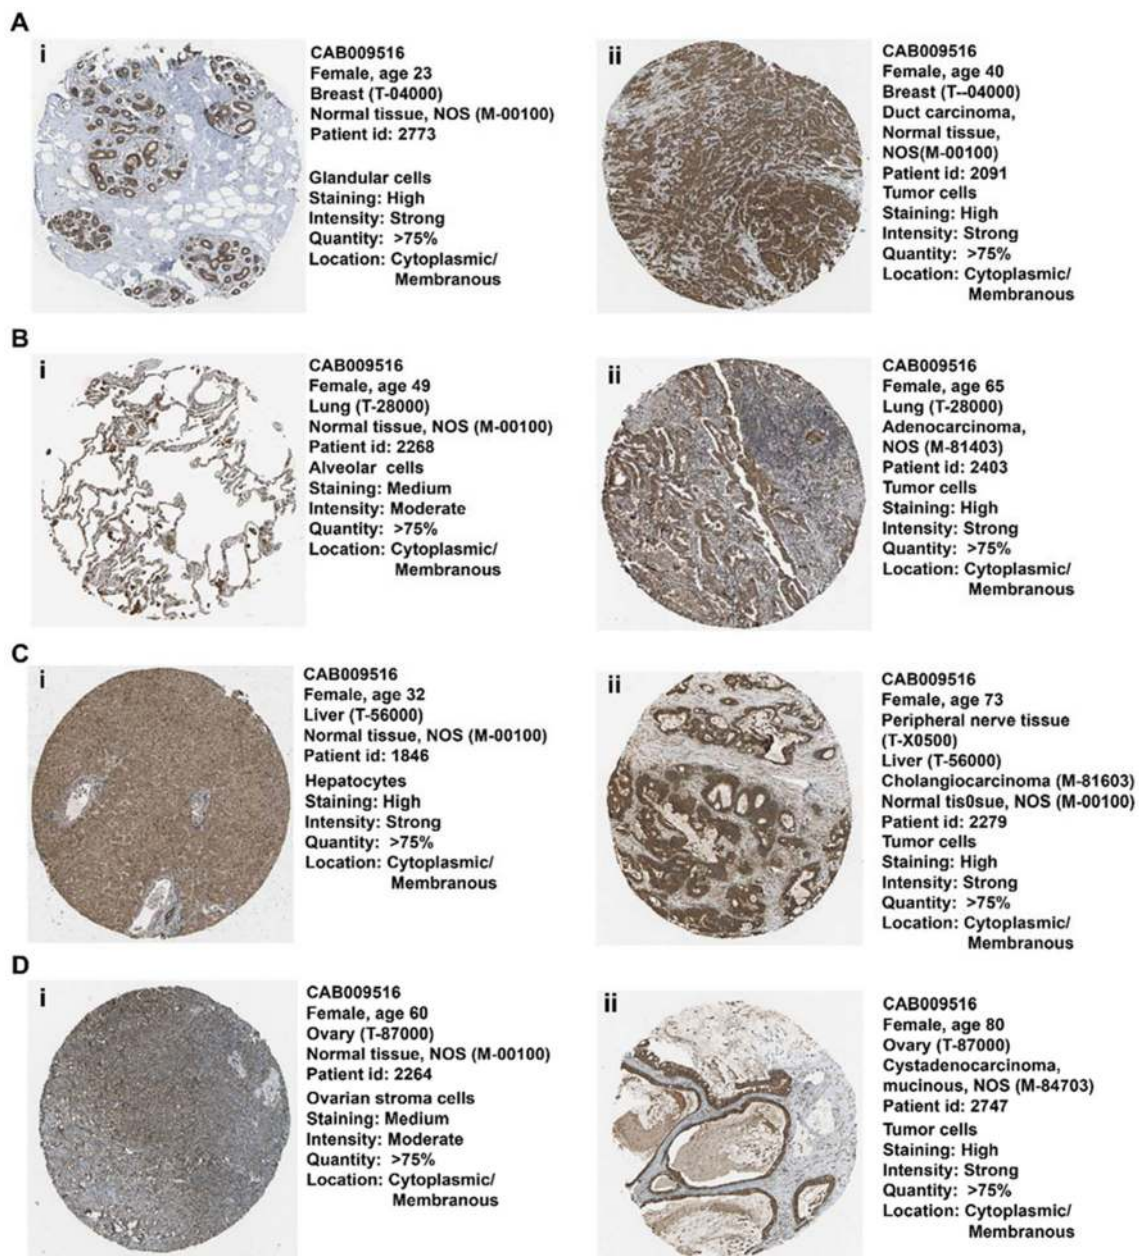 A
i
CAB009516
Female, age 23
Breast (T-04000)
Normal tissue, NOS (M-00100)
Patient id: 2773
Glandular cells
Staining: High
Intensity: Strong
Quantity: >75%
Location: Cytoplasmic/
Membranous
ii
CAB009516
Female, age 40
Breast (T--04000)
Duct carcinoma,
Normal tissue,
NOS(M-00100)
Patient id: 2091
Tumor cells
Staining: High
Intensity: Strong
Quantity: >75%
Location: Cytoplasmic/
Membranous
B
i
CAB009516
Female, age 49
Lung (T-28000)
Normal tissue, NOS (M-00100)
Patient id: 2268
Alveolar cells
Staining: Medium
Intensity: Moderate
Quantity: >75%
Location: Cytoplasmic/
Membranous
ii
CAB009516
Female, age 65
Lung (T-28000)
Adenocarcinoma,
NOS (M-81403)
Patient id: 2403
Tumor cells
Staining: High
Intensity: Strong
Quantity: >75%
Location: Cytoplasmic/
Membranous
C
i
CAB009516
Female, age 32
Liver (T-56000)
Normal tissue, NOS (M-00100)
Patient id: 1846
Hepatocytes
Staining: High
Intensity: Strong
Quantity: >75%
Location: Cytoplasmic/
Membranous
ii
CAB009516
Female, age 73
Peripheral nerve tissue
(T-X0500)
Liver (T-56000)
Cholangiocarcinoma (M-81603)
Normal tis0sue, NOS (M-00100)
Patient id: 2279
Tumor cells
Staining: High
Intensity: Strong
Quantity: >75%
Location: Cytoplasmic/
Membranous
D
i
CAB009516
Female, age 60
Ovary (T-87000)
Normal tissue, NOS (M-00100)
Patient id: 2264
Ovarian stroma cells
Staining: Medium
Intensity: Moderate
Quantity: >75%
Location: Cytoplasmic/
Membranous
ii
CAB009516
Female, age 80
Ovary (T-87000)
Cystadenocarcinoma,
mucinous, NOS (M-84703)
Patient id: 2747
Tumor cells
Staining: High
Intensity: Strong
Quantity: >75%
Location: Cytoplasmic/
Membranous